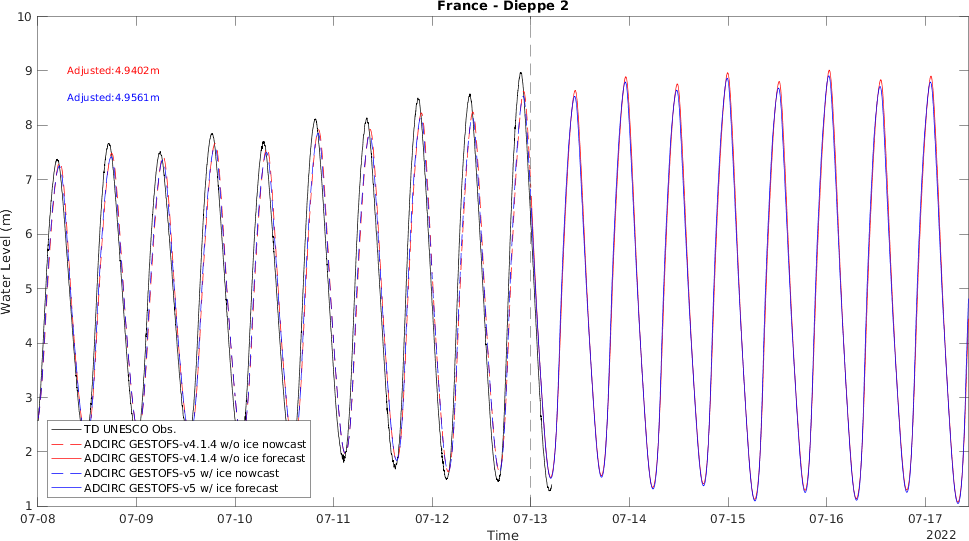 France - Dieppe 2
10
9
8
7
6
5
4
3
2
1
Water Level (m)
Adjusted:4.9402m
Adjusted:4.9561m
TD UNESCO Obs.
ADCIRC GESTOFS-v4.1.4 w/o ice nowcast
ADCIRC GESTOFS-v4.1.4 w/o ice forecast
ADCIRC GESTOFS-v5 w/ ice nowcast
ADCIRC GESTOFS-v5 w/ ice forecast
07-08 07-09 07-10 07-11 07-12 07-13 07-14 07-15 07-16 07-17
Time
2022